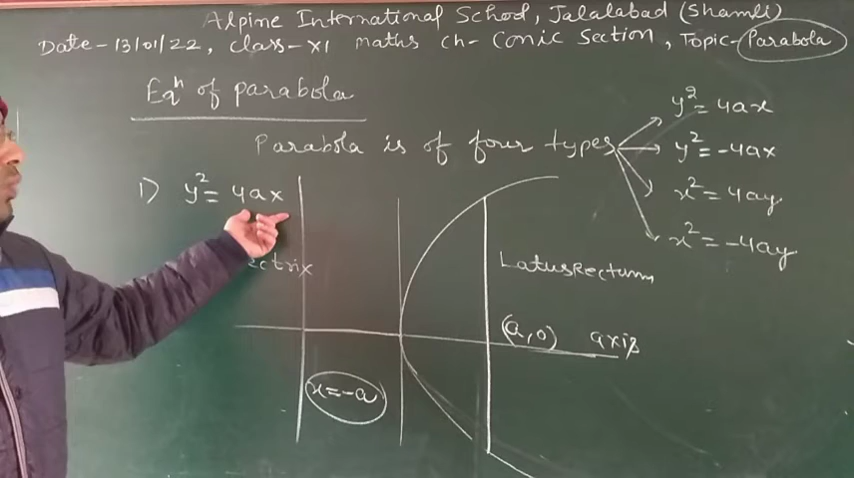 Alpine International School, Jalalabad (Shamli)
Date-13/01/22, class-XI maths ch- Conic Section, Topic-Parabola
Eqⁿ of parabola
Parabola is of four types
y²=4ax
y²=-4ax
x²=4ay
x²=-4ay
1) y²=4ax
ectrix
Latus Rectum
(a,0) axis
x=-a